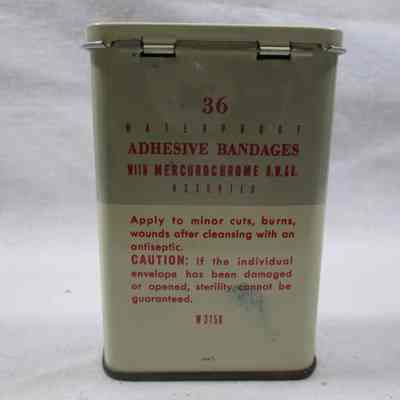 36
WATERPROOF
ADHESIVE BANDAGES
WITH MERCUROCHROME H.W.&D.
ASSORTED
Apply to minor cuts, burns,
wounds after cleansing with an
antiseptic.
CAUTION: If the individual
envelope has been damaged
or opened, sterility cannot be
guaranteed.
W315X